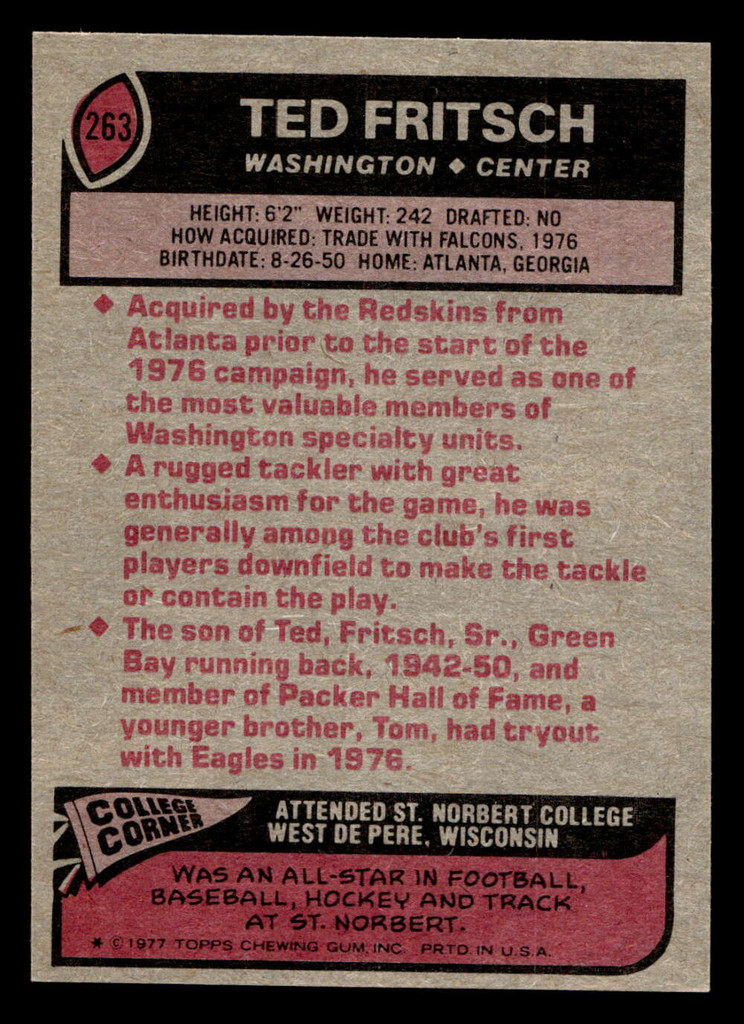 263
TED FRITSCH
WASHINGTON ◆ CENTER
HEIGHT: 6'2" WEIGHT: 242 DRAFTED: NO
HOW ACQUIRED: TRADE WITH FALCONS, 1976
BIRTHDATE: 8-26-50 HOME: ATLANTA, GEORGIA
◆ Acquired by the Redskins from
Atlanta prior to the start of the
1976 campaign, he served as one of
the most valuable members of
Washington specialty units.
◆ A rugged tackler with great
enthusiasm for the game, he was
generally among the club's first
players downfield to make the tackle
or contain the play.
◆ The son of Ted, Fritsch, Sr., Green
Bay running back, 1942-50, and
member of Packer Hall of Fame, a
younger brother, Tom, had tryout
with Eagles in 1976.
COLLEGE
CORNER
ATTENDED ST. NORBERT COLLEGE
WEST DE PERE, WISCONSIN
WAS AN ALL-STAR IN FOOTBALL,
BASEBALL, HOCKEY AND TRACK
AT ST. NORBERT.
* © 1977 TOPPS CHEWING GUM, INC. PRTD. IN U.S.A.